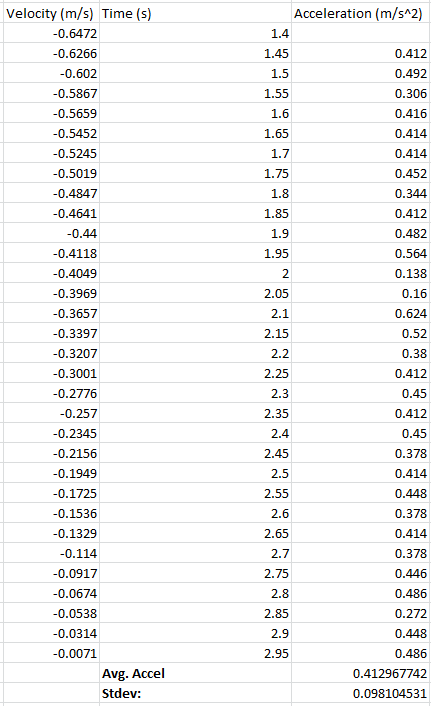 Velocity (m/s) Time (s) Acceleration (m/s^2)
-0.6472 1.4
-0.6266 1.45 0.412
-0.602 1.5 0.492
-0.5867 1.55 0.306
-0.5659 1.6 0.416
-0.5452 1.65 0.414
-0.5245 1.7 0.414
-0.5019 1.75 0.452
-0.4847 1.8 0.344
-0.4641 1.85 0.412
-0.44 1.9 0.482
-0.4118 1.95 0.564
-0.4049 2 0.138
-0.3969 2.05 0.16
-0.3657 2.1 0.624
-0.3397 2.15 0.52
-0.3207 2.2 0.38
-0.3001 2.25 0.412
-0.2776 2.3 0.45
-0.257 2.35 0.412
-0.2345 2.4 0.45
-0.2156 2.45 0.378
-0.1949 2.5 0.414
-0.1725 2.55 0.448
-0.1536 2.6 0.378
-0.1329 2.65 0.414
-0.114 2.7 0.378
-0.0917 2.75 0.446
-0.0674 2.8 0.486
-0.0538 2.85 0.272
-0.0314 2.9 0.448
-0.0071 2.95 0.486
Avg. Accel 0.412967742
Stdev: 0.098104531